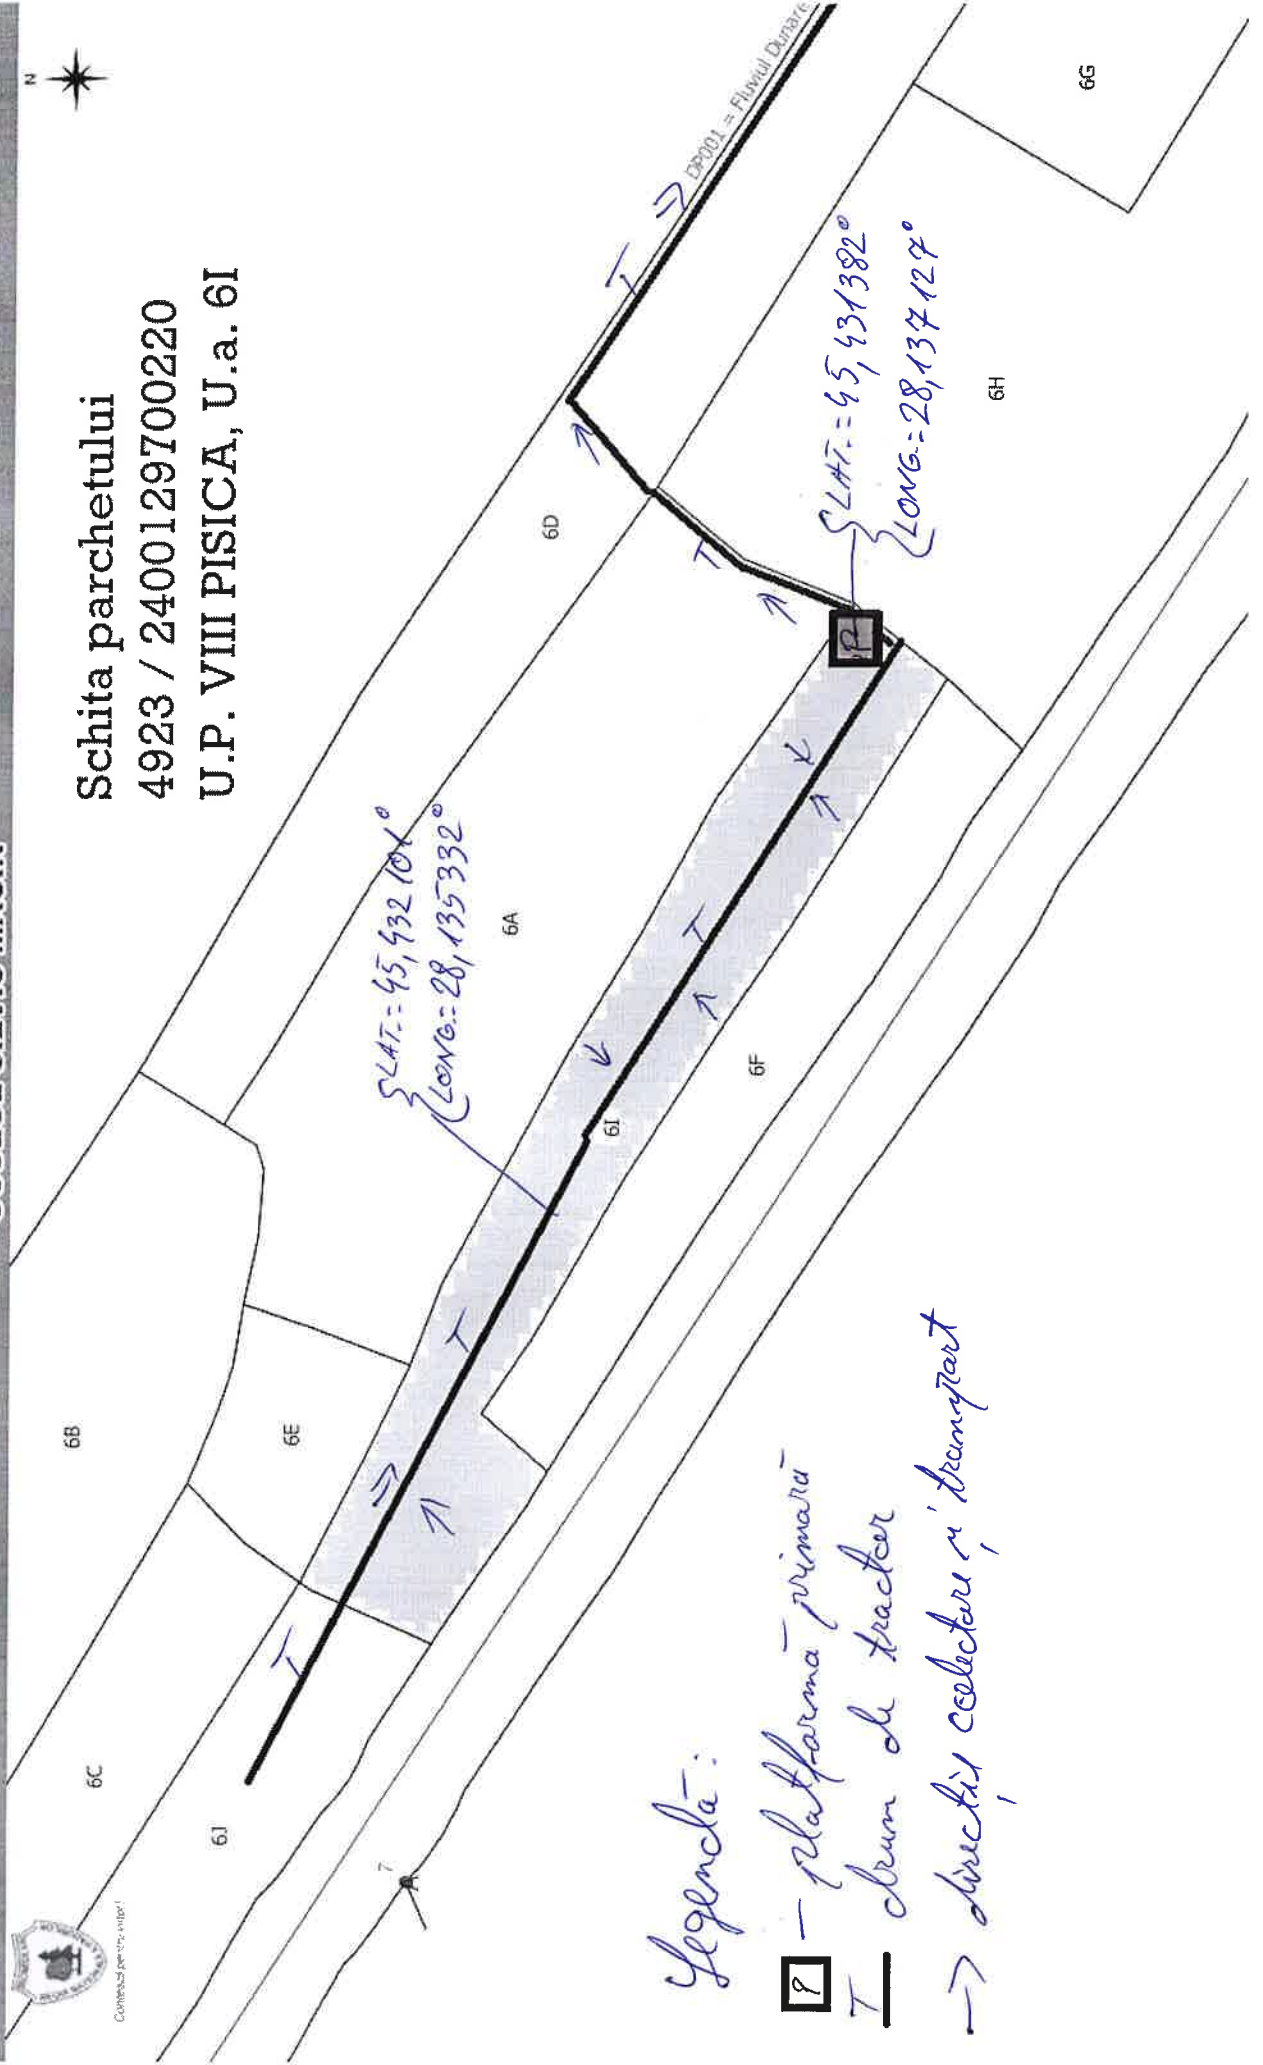 Schita parchetului
4923 / 2400129700220
U.P. VIII PISICA, U.a. 6I
N
DP001 = Fluviul Dunare
6G
6H
6D
6A
6F
6I
6B
6E
6C
6J
7
{LAT. = 45,432101°
{LONG. = 28,135332°
{LAT. = 45,431382°
{LONG. = 28,137127°
P
T
T
T
T
T
Legendă:
P - platformă primară
T drum de tractor
→ direcții colectare și transport